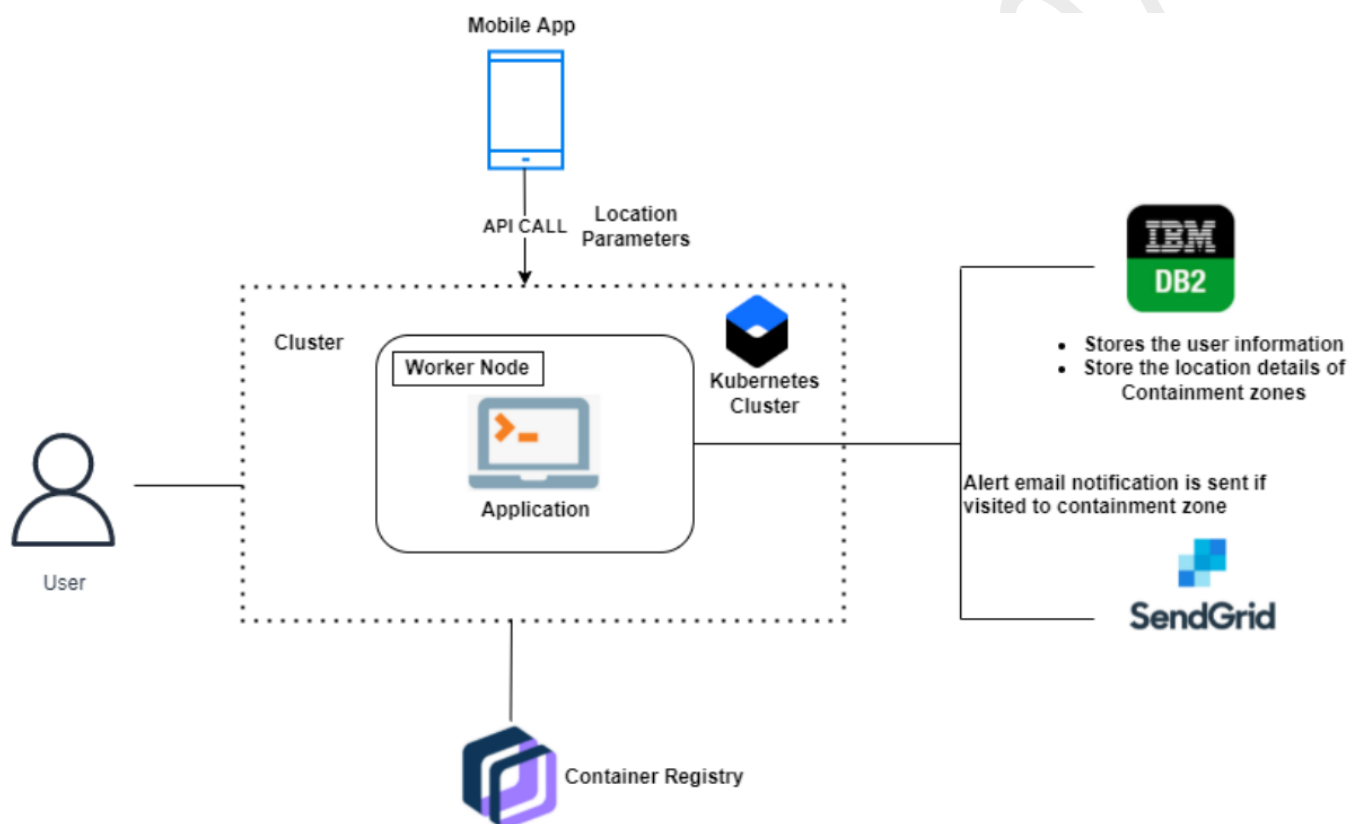 Mobile App
API CALL
Location
Parameters
IBM
DB2
• Stores the user information
• Store the location details of
Containment zones
Cluster
Worker Node
Kubernetes
Cluster
Application
User
Alert email notification is sent if
visited to containment zone
SendGrid
Container Registry